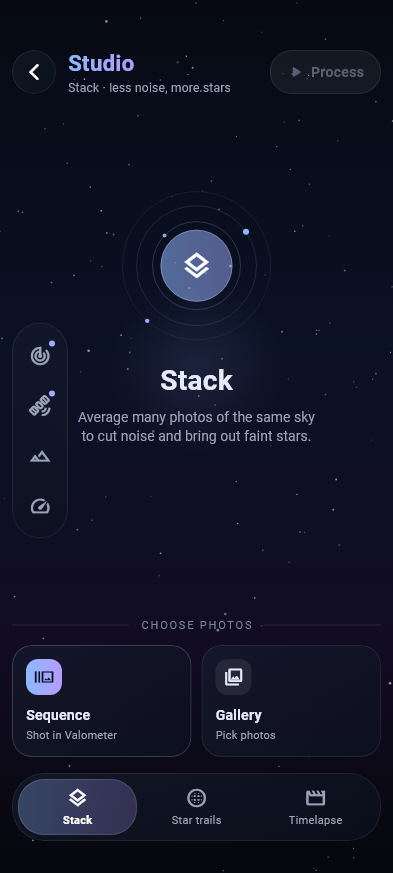 Studio
Stack · less noise, more stars
Process
Stack
Average many photos of the same sky
to cut noise and bring out faint stars.
CHOOSE PHOTOS
Sequence
Shot in Valometer
Gallery
Pick photos
Stack
Star trails
Timelapse